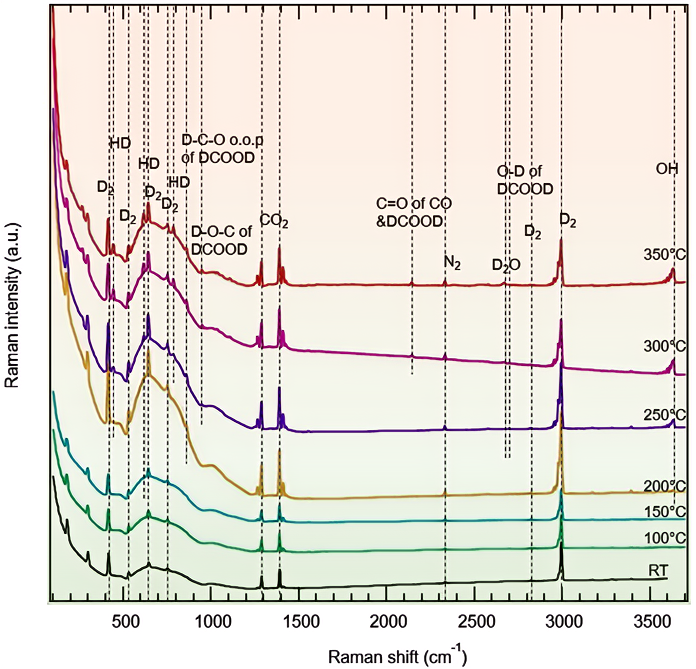 HD
D-C-O o.o.p
of DCOOD
HD
D₂
D₂
HD
D₂
D₂
O-D of
DCOOD
OH
C=O of CO
&DCOOD
CO₂
D-O-C of
DCOOD
D₂
D₂
N₂
D₂O
350°C
300°C
250°C
200°C
150°C
100°C
RT
Raman intensity (a.u.)
500
1000
1500
2000
2500
3000
3500
Raman shift (cm⁻¹)